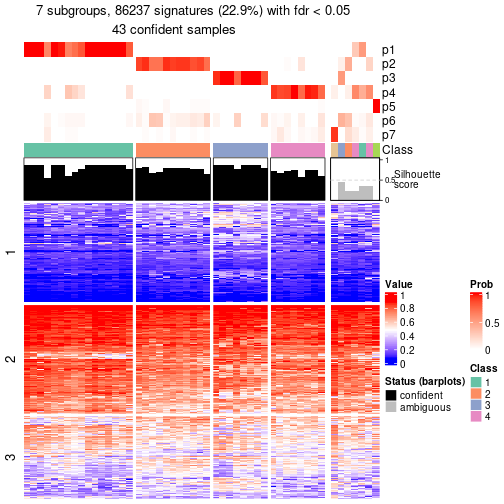 7 subgroups, 86237 signatures (22.9%) with fdr < 0.05
43 confident samples
p1
p2
p3
p4
p5
p6
p7
Class
1
0.5
0
Silhouette
score
1
2
3
Value
1
0.8
0.6
0.4
0.2
0
Status (barplots)
confident
ambiguous
Prob
1
0.5
0
Class
1
2
3
4